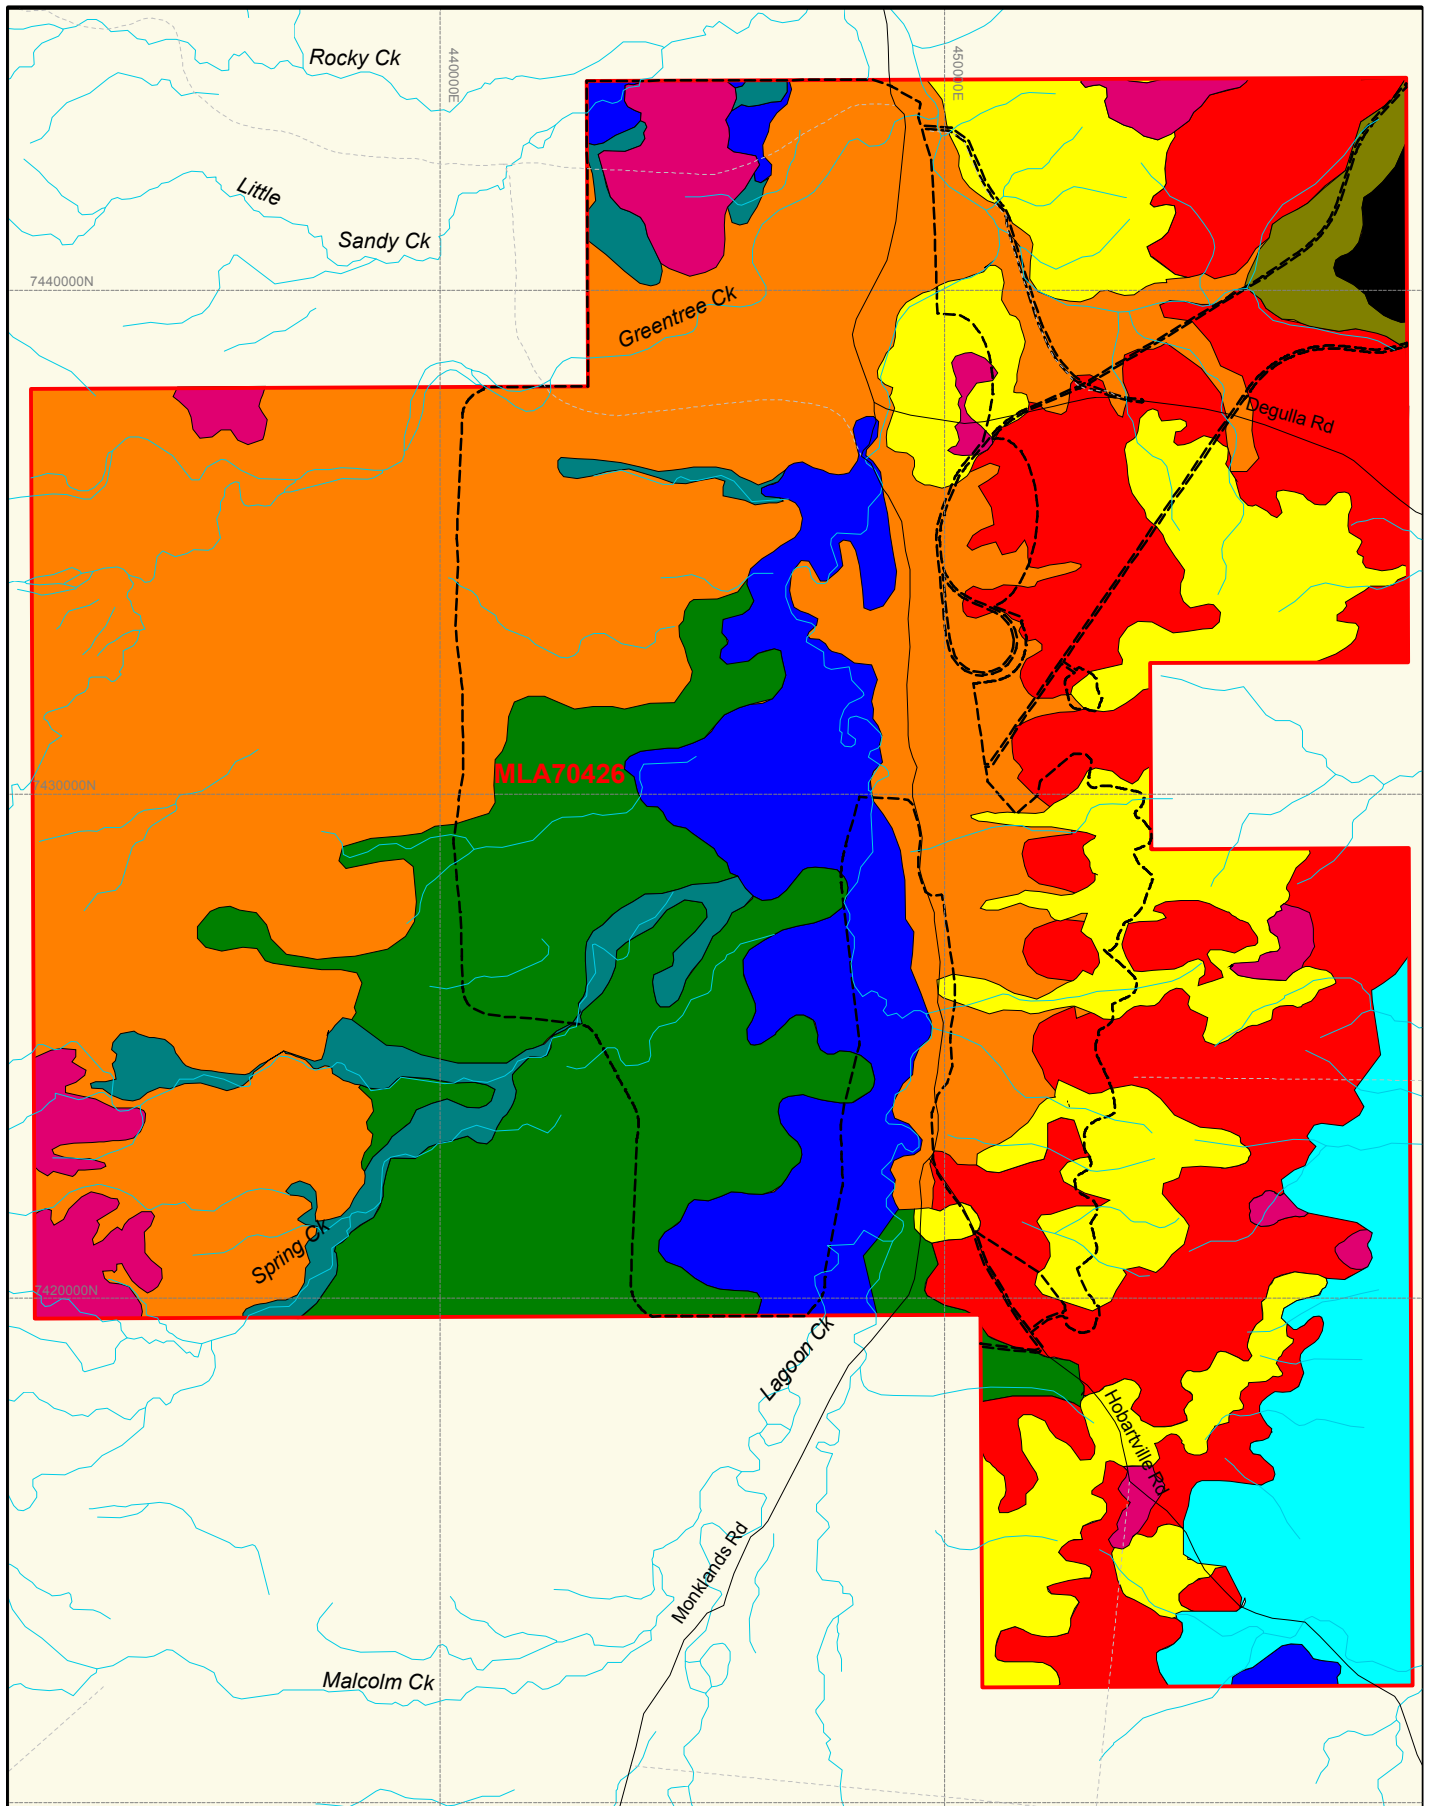 Rocky Ck
440000E
450000E
Little
Sandy Ck
7440000N
Greentree Ck
Degulla Rd
MLA70426
7430000N
Spring Ck
7420000N
Lagoon Ck
Hobartville Rd
Monklands Rd
Malcolm Ck